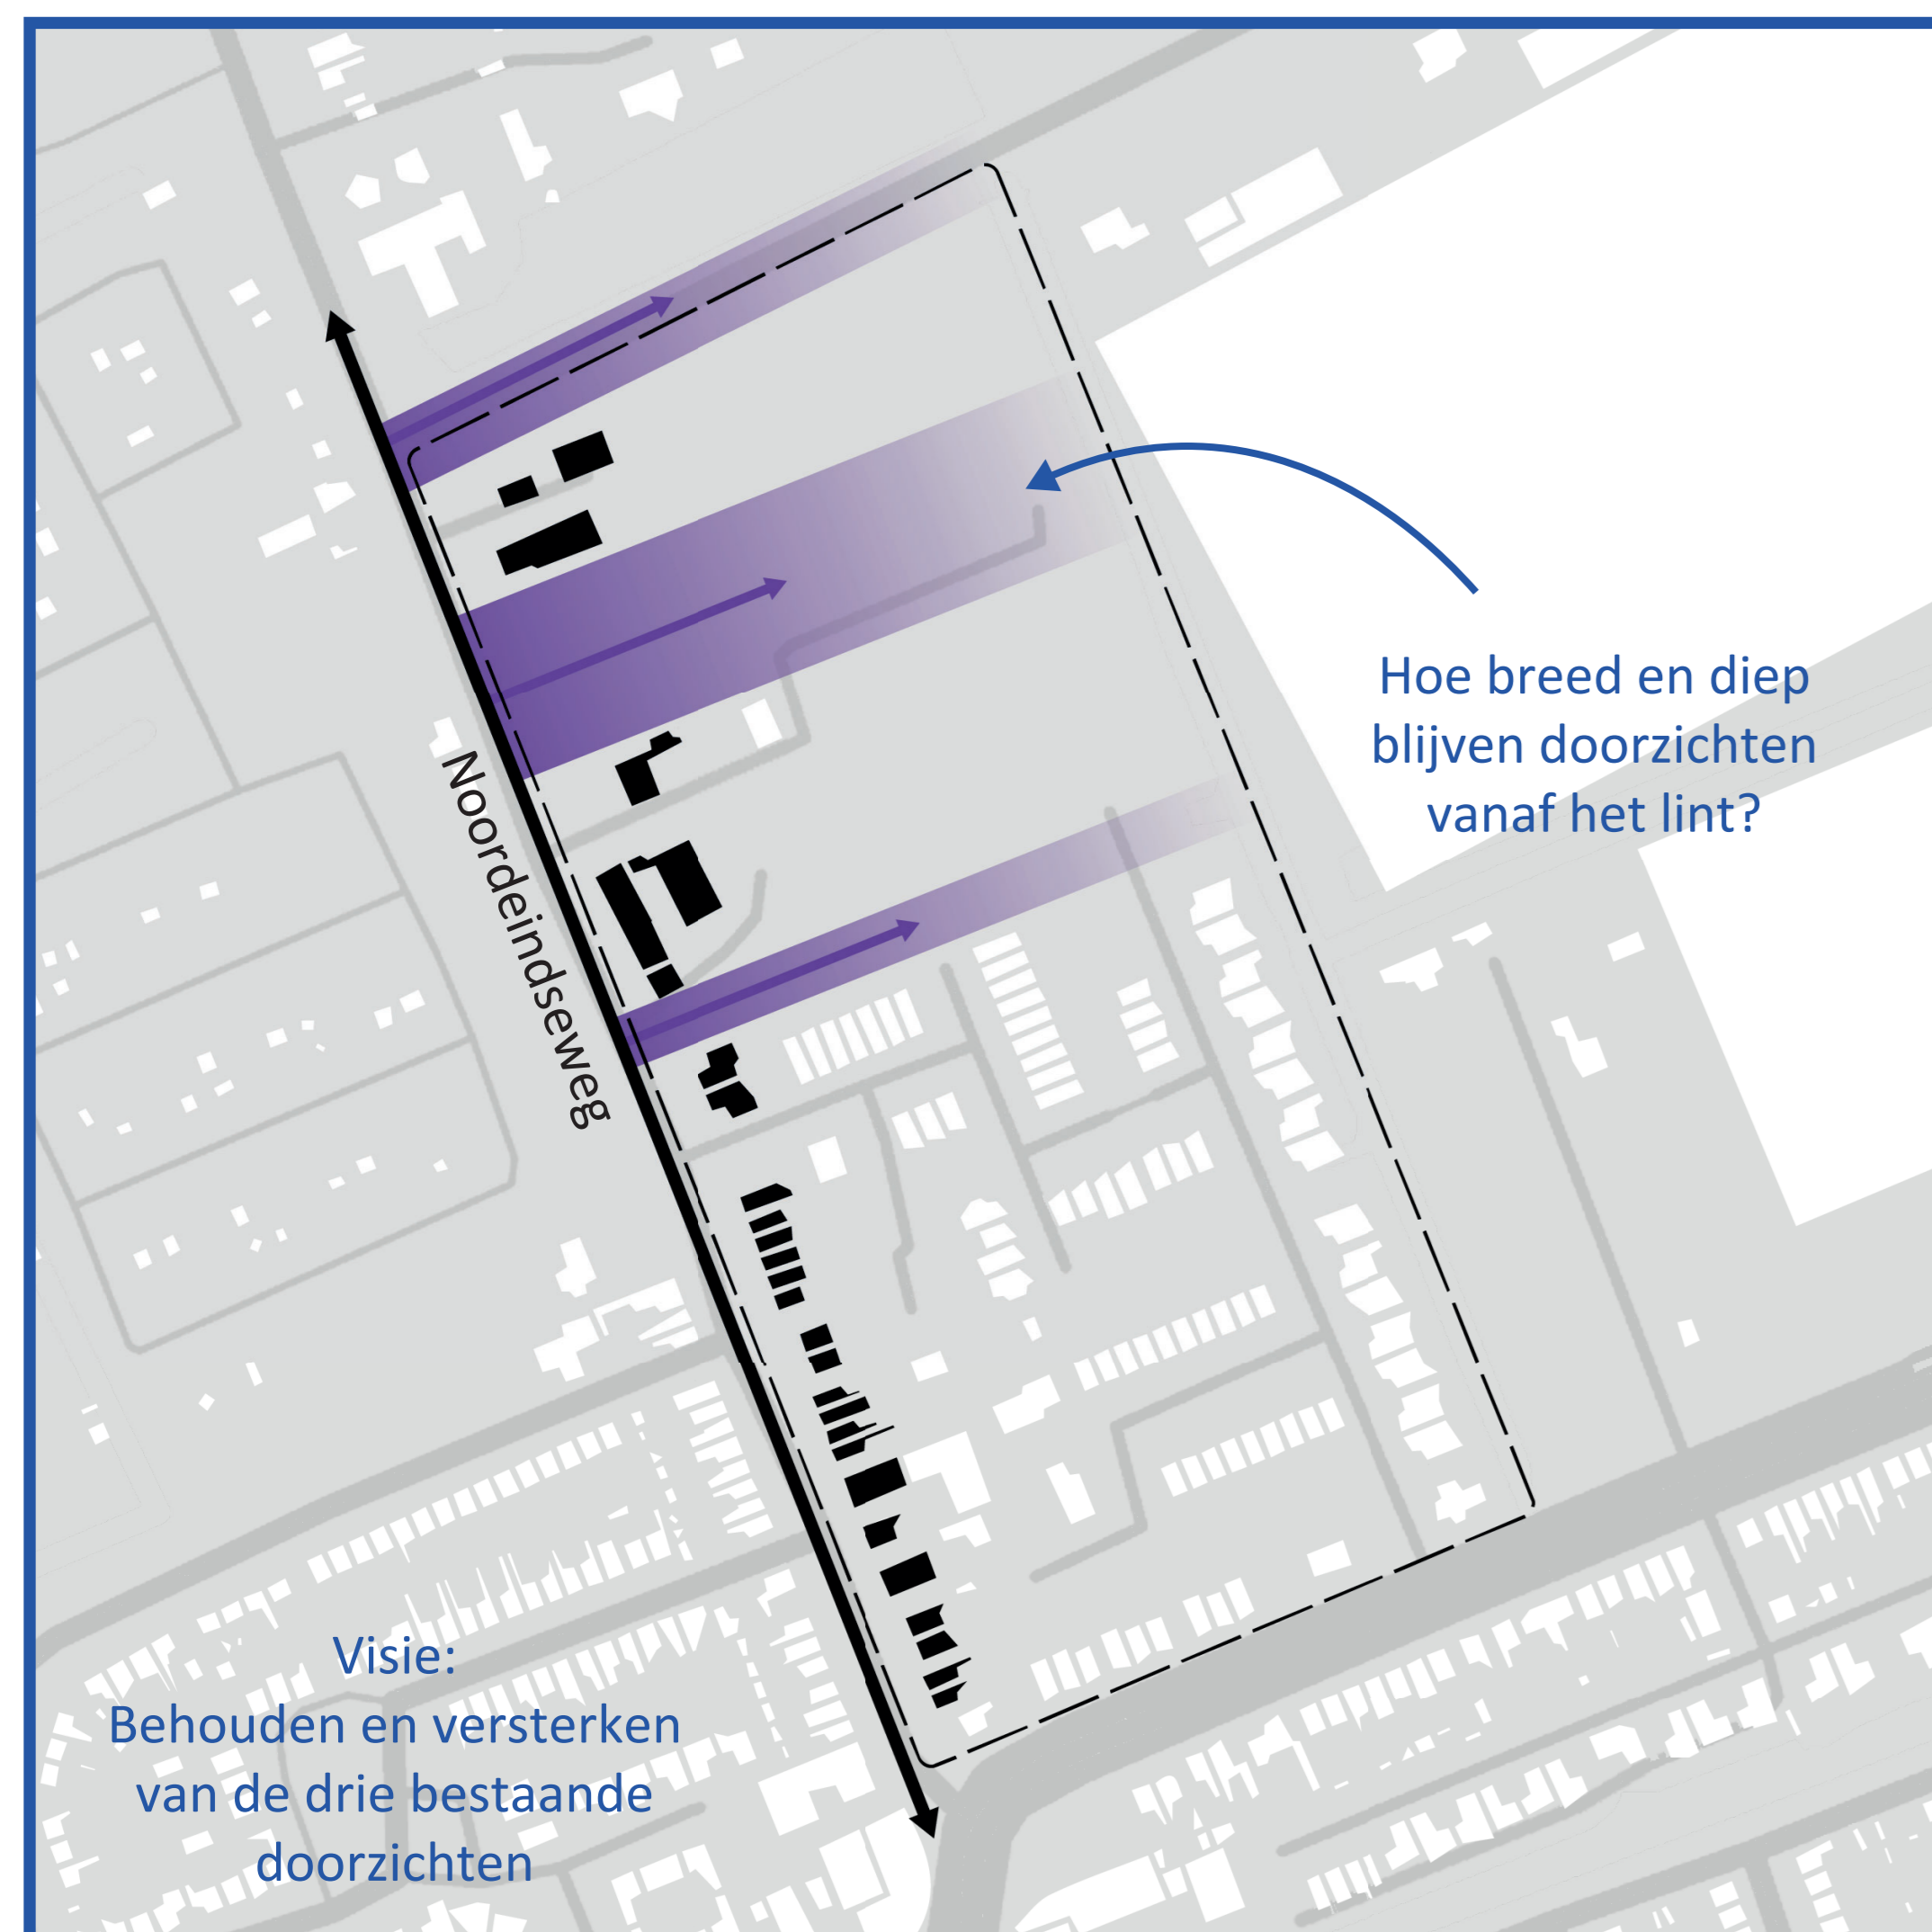 Hoe breed en diep
blijven doorzichten
vanaf het lint?
Noordeindseweg
Visie:
Behouden en versterken
van de drie bestaande
doorzichten